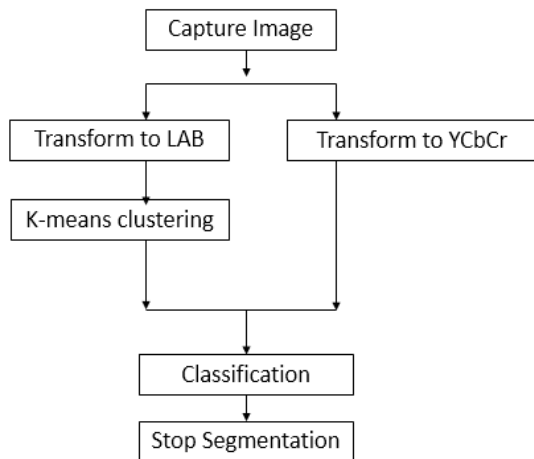 Capture Image
Transform to LAB
Transform to YCbCr
K-means clustering
Classification
Stop Segmentation